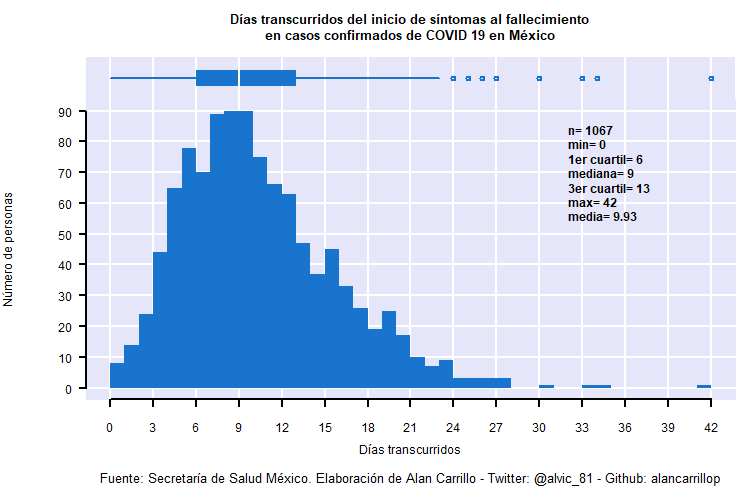 Días transcurridos del inicio de síntomas al fallecimiento
en casos confirmados de COVID 19 en México
n= 1067
min= 0
1er cuartil= 6
mediana= 9
3er cuartil= 13
max= 42
media= 9.93
Número de personas
90
80
70
60
50
40
30
20
10
0
0 3 6 9 12 15 18 21 24 27 30 33 36 39 42
Días transcurridos
Fuente: Secretaría de Salud México. Elaboración de Alan Carrillo - Twitter: @alvic_81 - Github: alancarrillop